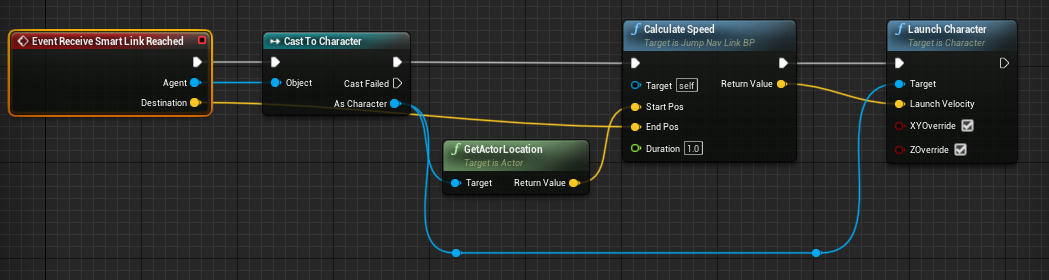 Event Receive Smart Link Reached
Agent
Destination
Cast To Character
Object
Cast Failed
As Character
GetActorLocation
Target is Actor
Target
Return Value
Calculate Speed
Target is Jump Nav Link BP
Target self
Return Value
Start Pos
End Pos
Duration 1.0
Launch Character
Target is Character
Target
Launch Velocity
XYOverride
ZOverride